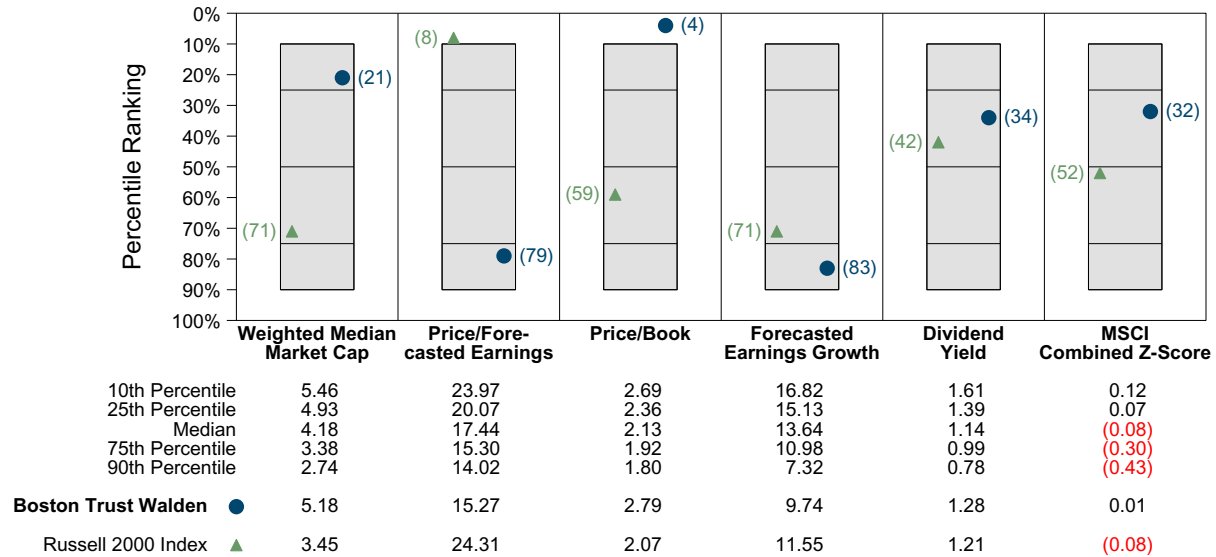 0%
10%
20%
30%
40%
50%
60%
70%
80%
90%
100%
Percentile Ranking
(21)
(71)
(8)
(79)
(4)
(59)
(71)
(83)
(34)
(42)
(32)
(52)
Weighted Median Market Cap
Price/Fore-casted Earnings
Price/Book
Forecasted Earnings Growth
Dividend Yield
MSCI Combined Z-Score
10th Percentile 5.46 23.97 2.69 16.82 1.61 0.12
25th Percentile 4.93 20.07 2.36 15.13 1.39 0.07
Median 4.18 17.44 2.13 13.64 1.14 (0.08)
75th Percentile 3.38 15.30 1.92 10.98 0.99 (0.30)
90th Percentile 2.74 14.02 1.80 7.32 0.78 (0.43)
Boston Trust Walden 5.18 15.27 2.79 9.74 1.28 0.01
Russell 2000 Index 3.45 24.31 2.07 11.55 1.21 (0.08)